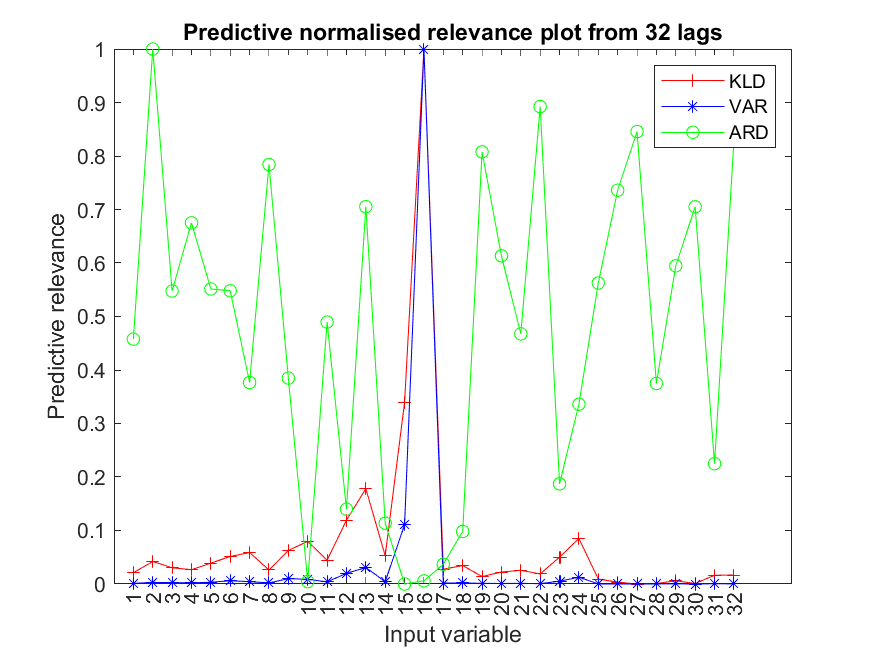 Predictive normalised relevance plot from 32 lags
1
0.9
0.8
0.7
0.6
0.5
0.4
0.3
0.2
0.1
0
Predictive relevance
KLD
VAR
ARD
1 2 3 4 5 6 7 8 9 10 11 12 13 14 15 16 17 18 19 20 21 22 23 24 25 26 27 28 29 30 31 32
Input variable